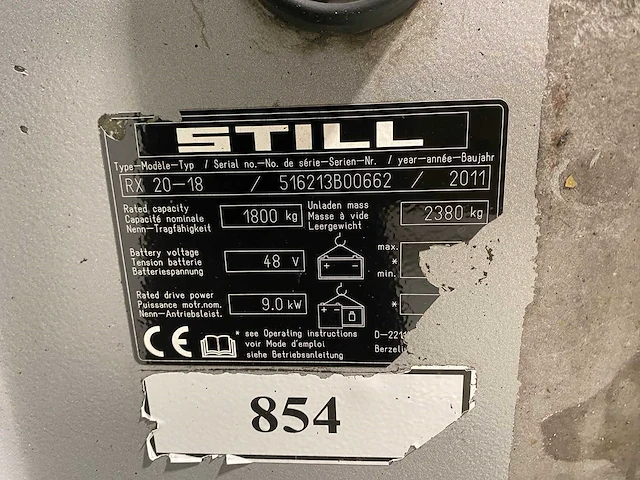 STILL
Type-Modèle-Typ / Serial no.-No. de série-Serien-Nr. / year-année-Baujahr
RX 20-18 / 516213B00662 / 2011
Rated capacity
Capacité nominale
Nenn-Tragfähigkeit
1800 kg
Unladen mass
Masse à vide
Leergewicht
2380 kg
Battery voltage
Tension batterie
Batteriespannung
48 V
max.
*
min.
Rated drive power
Puissance motr.nom.
Nenn-Antriebsleist.
9.0 kW
*
CE
* see Operating instructions
voir Mode d'emploi
siehe Betriebsanleitung
D-221
Berzeli
854